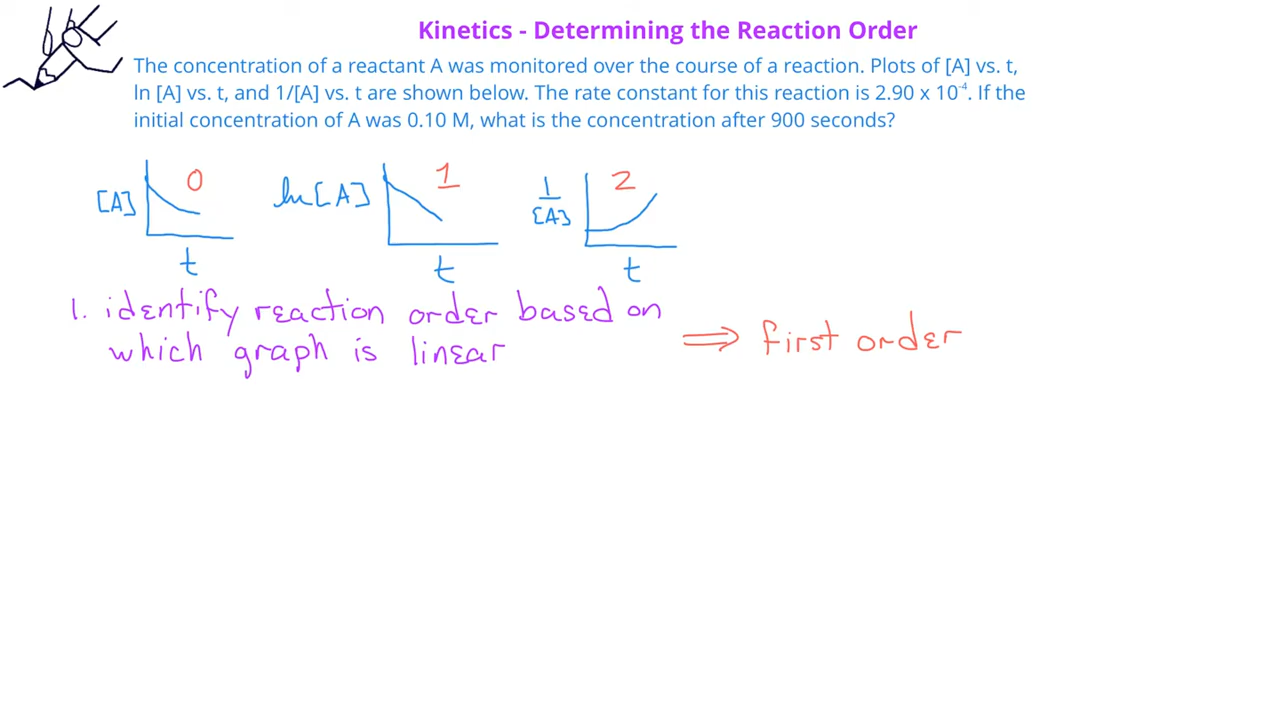 Kinetics - Determining the Reaction Order
The concentration of a reactant A was monitored over the course of a reaction. Plots of [A] vs. t,
ln [A] vs. t, and 1/[A] vs. t are shown below. The rate constant for this reaction is 2.90 x 10⁻⁴. If the
initial concentration of A was 0.10 M, what is the concentration after 900 seconds?
[A] 0 t
ln[A] 1 t
1/[A] 2 t
1. identify reaction order based on
which graph is linear
⟹ first order